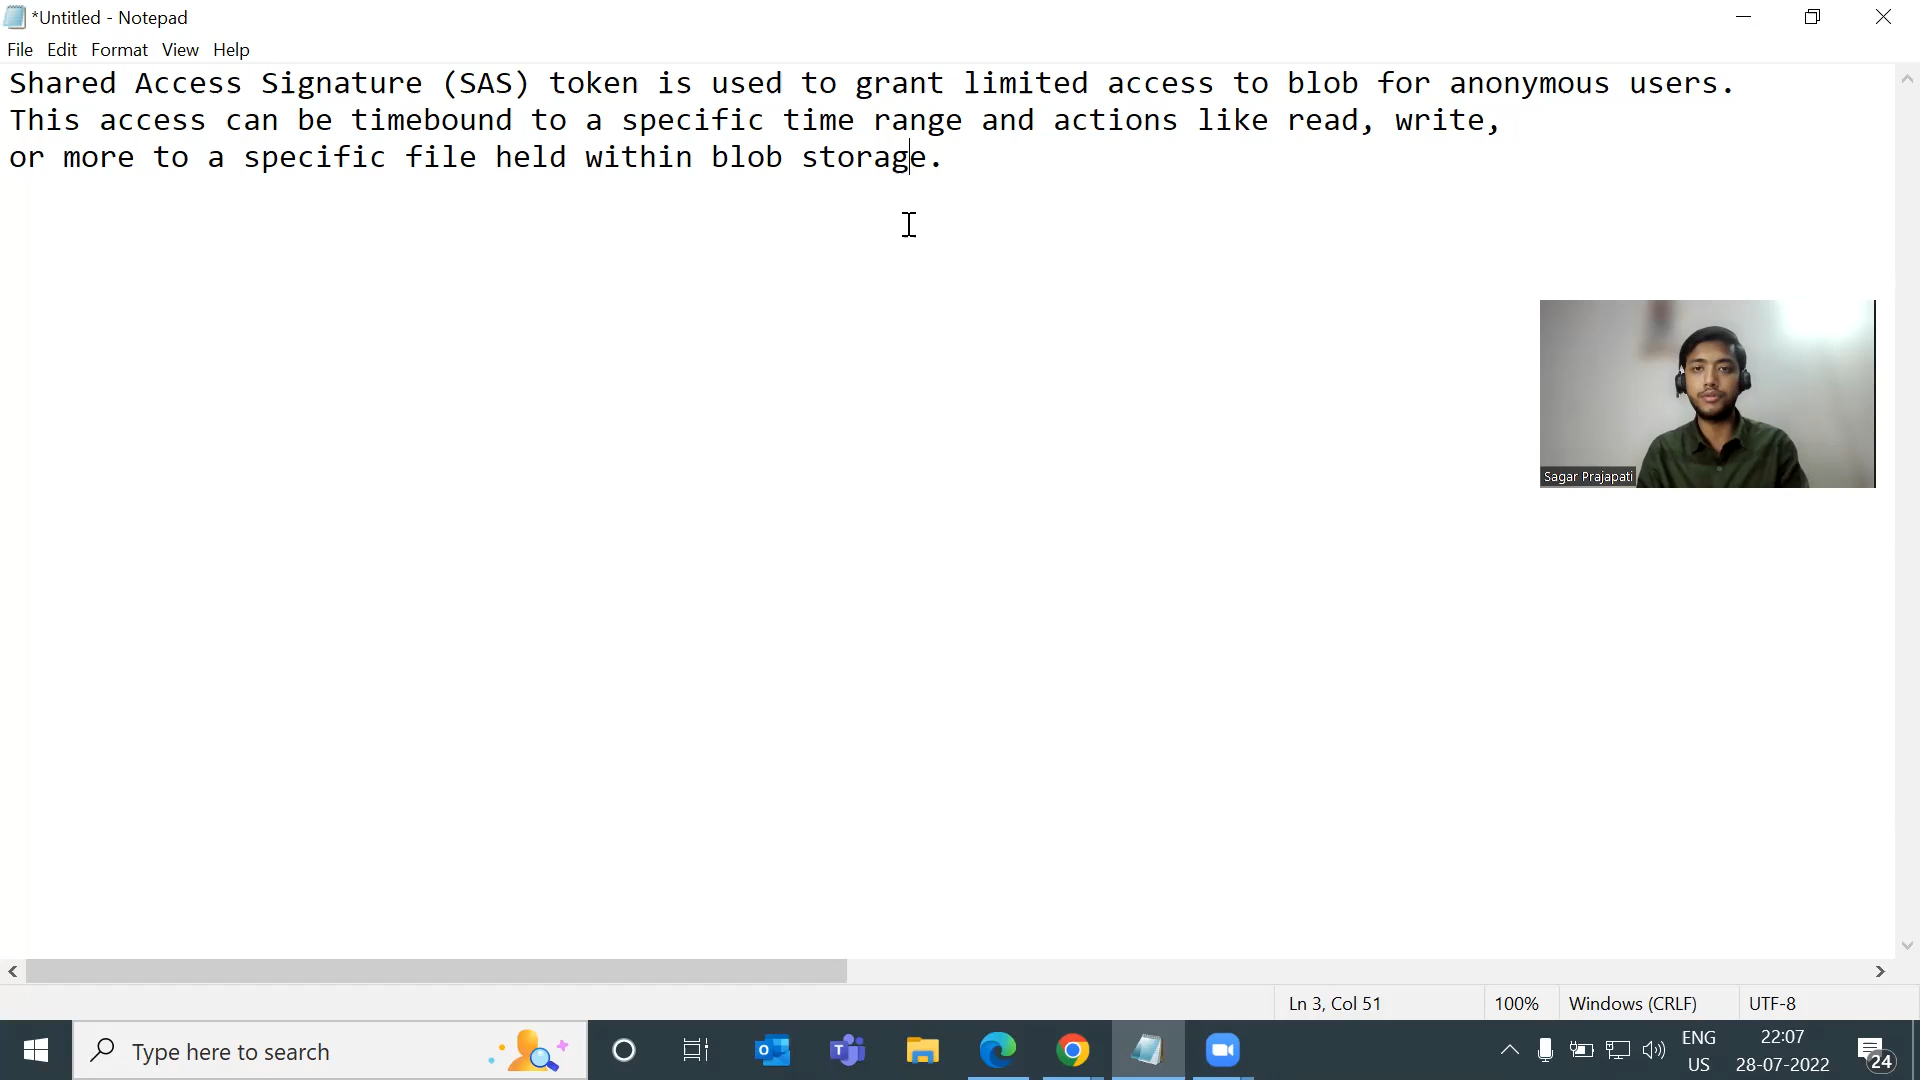 *Untitled - Notepad
File Edit Format View Help
Shared Access Signature (SAS) token is used to grant limited access to blob for anonymous users.
This access can be timebound to a specific time range and actions like read, write,
or more to a specific file held within blob storage.
Sagar Prajapati
Ln 3, Col 51 100% Windows (CRLF) UTF-8
Type here to search
ENG
US
22:07
28-07-2022
24